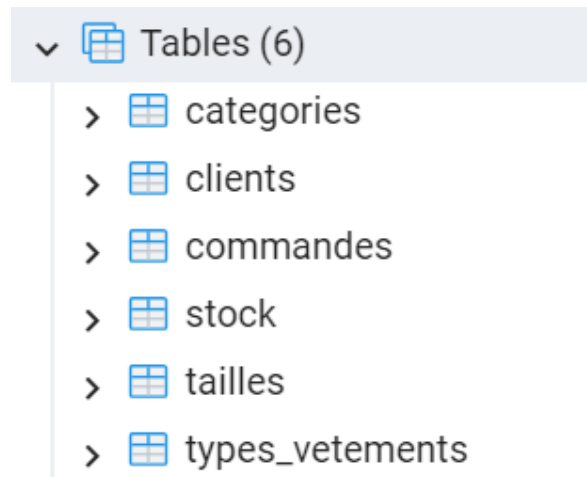 Tables (6)
categories
clients
commandes
stock
tailles
types_vetements